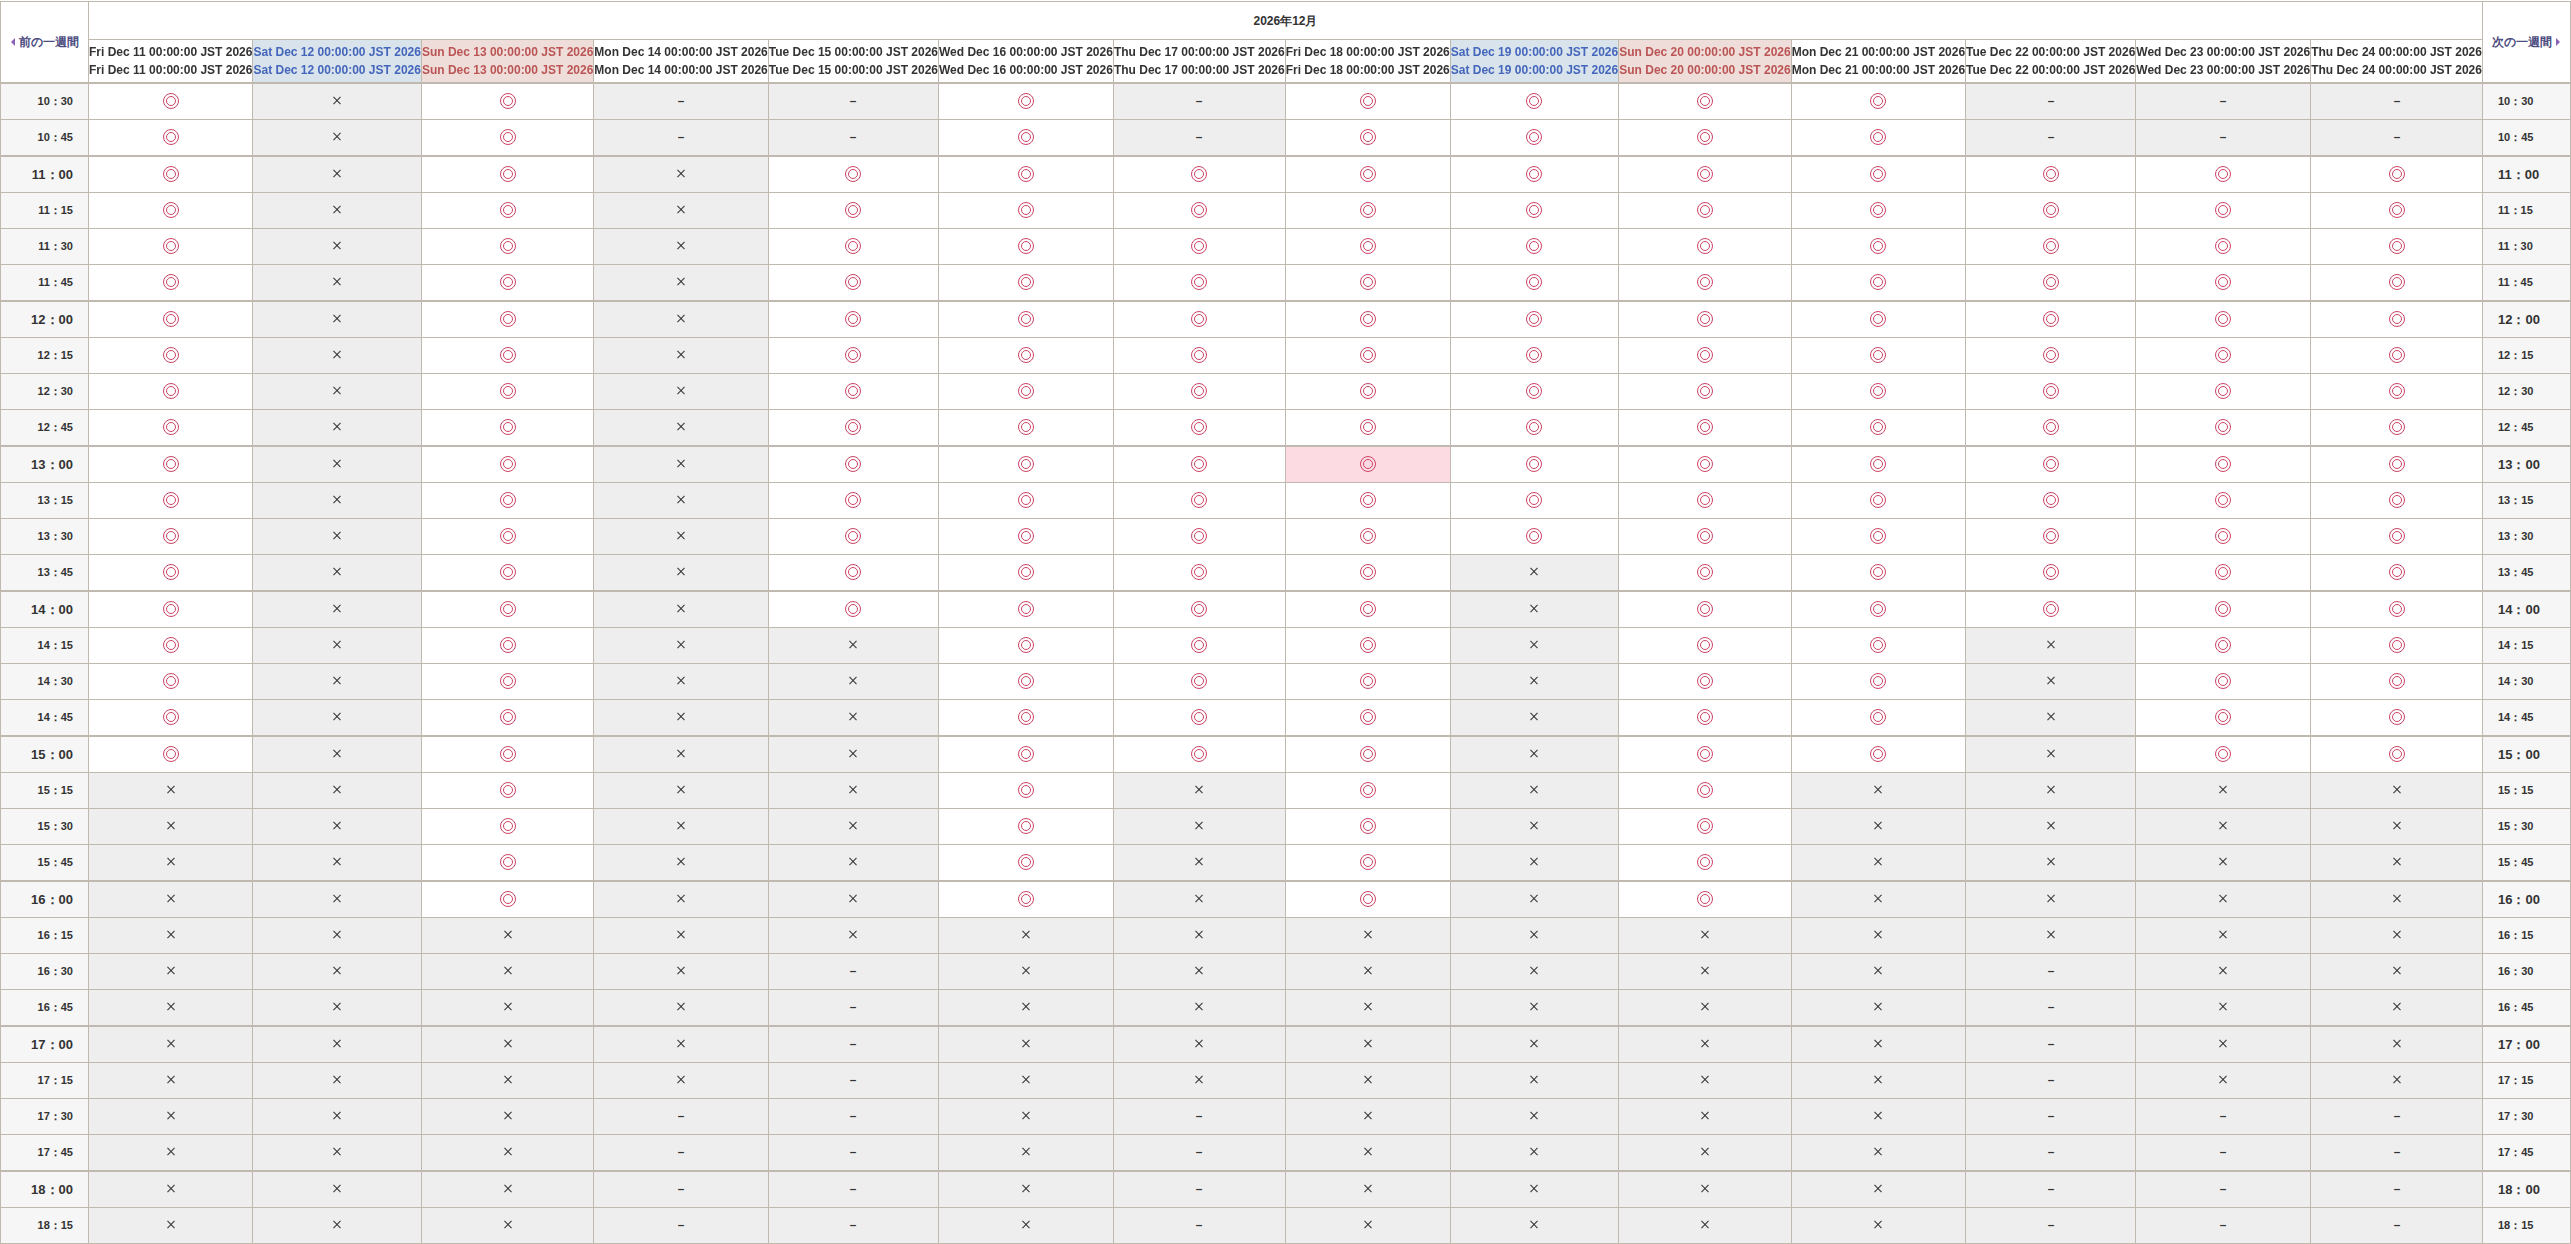 2026年12月
前の一週間 次の一週間
Fri Dec 11 00:00:00 JST 2026 Sat Dec 12 00:00:00 JST 2026 Sun Dec 13 00:00:00 JST 2026 Mon Dec 14 00:00:00 JST 2026 Tue Dec 15 00:00:00 JST 2026 Wed Dec 16 00:00:00 JST 2026 Thu Dec 17 00:00:00 JST 2026 Fri Dec 18 00:00:00 JST 2026 Sat Dec 19 00:00:00 JST 2026 Sun Dec 20 00:00:00 JST 2026 Mon Dec 21 00:00:00 JST 2026 Tue Dec 22 00:00:00 JST 2026 Wed Dec 23 00:00:00 JST 2026 Thu Dec 24 00:00:00 JST 2026
Fri Dec 11 00:00:00 JST 2026 Sat Dec 12 00:00:00 JST 2026 Sun Dec 13 00:00:00 JST 2026 Mon Dec 14 00:00:00 JST 2026 Tue Dec 15 00:00:00 JST 2026 Wed Dec 16 00:00:00 JST 2026 Thu Dec 17 00:00:00 JST 2026 Fri Dec 18 00:00:00 JST 2026 Sat Dec 19 00:00:00 JST 2026 Sun Dec 20 00:00:00 JST 2026 Mon Dec 21 00:00:00 JST 2026 Tue Dec 22 00:00:00 JST 2026 Wed Dec 23 00:00:00 JST 2026 Thu Dec 24 00:00:00 JST 2026
10：30 ◎ × ◎ – – ◎ – ◎ ◎ ◎ ◎ – – – 10：30
10：45 ◎ × ◎ – – ◎ – ◎ ◎ ◎ ◎ – – – 10：45
11：00 ◎ × ◎ × ◎ ◎ ◎ ◎ ◎ ◎ ◎ ◎ ◎ ◎ 11：00
11：15 ◎ × ◎ × ◎ ◎ ◎ ◎ ◎ ◎ ◎ ◎ ◎ ◎ 11：15
11：30 ◎ × ◎ × ◎ ◎ ◎ ◎ ◎ ◎ ◎ ◎ ◎ ◎ 11：30
11：45 ◎ × ◎ × ◎ ◎ ◎ ◎ ◎ ◎ ◎ ◎ ◎ ◎ 11：45
12：00 ◎ × ◎ × ◎ ◎ ◎ ◎ ◎ ◎ ◎ ◎ ◎ ◎ 12：00
12：15 ◎ × ◎ × ◎ ◎ ◎ ◎ ◎ ◎ ◎ ◎ ◎ ◎ 12：15
12：30 ◎ × ◎ × ◎ ◎ ◎ ◎ ◎ ◎ ◎ ◎ ◎ ◎ 12：30
12：45 ◎ × ◎ × ◎ ◎ ◎ ◎ ◎ ◎ ◎ ◎ ◎ ◎ 12：45
13：00 ◎ × ◎ × ◎ ◎ ◎ ◎ ◎ ◎ ◎ ◎ ◎ ◎ 13：00
13：15 ◎ × ◎ × ◎ ◎ ◎ ◎ ◎ ◎ ◎ ◎ ◎ ◎ 13：15
13：30 ◎ × ◎ × ◎ ◎ ◎ ◎ ◎ ◎ ◎ ◎ ◎ ◎ 13：30
13：45 ◎ × ◎ × ◎ ◎ ◎ ◎ × ◎ ◎ ◎ ◎ ◎ 13：45
14：00 ◎ × ◎ × ◎ ◎ ◎ ◎ × ◎ ◎ ◎ ◎ ◎ 14：00
14：15 ◎ × ◎ × × ◎ ◎ ◎ × ◎ ◎ × ◎ ◎ 14：15
14：30 ◎ × ◎ × × ◎ ◎ ◎ × ◎ ◎ × ◎ ◎ 14：30
14：45 ◎ × ◎ × × ◎ ◎ ◎ × ◎ ◎ × ◎ ◎ 14：45
15：00 ◎ × ◎ × × ◎ ◎ ◎ × ◎ ◎ × ◎ ◎ 15：00
15：15 × × ◎ × × ◎ × ◎ × ◎ × × × × 15：15
15：30 × × ◎ × × ◎ × ◎ × ◎ × × × × 15：30
15：45 × × ◎ × × ◎ × ◎ × ◎ × × × × 15：45
16：00 × × ◎ × × ◎ × ◎ × ◎ × × × × 16：00
16：15 × × × × × × × × × × × × × × 16：15
16：30 × × × × – × × × × × × – × × 16：30
16：45 × × × × – × × × × × × – × × 16：45
17：00 × × × × – × × × × × × – × × 17：00
17：15 × × × × – × × × × × × – × × 17：15
17：30 × × × – – × – × × × × – – – 17：30
17：45 × × × – – × – × × × × – – – 17：45
18：00 × × × – – × – × × × × – – – 18：00
18：15 × × × – – × – × × × × – – – 18：15